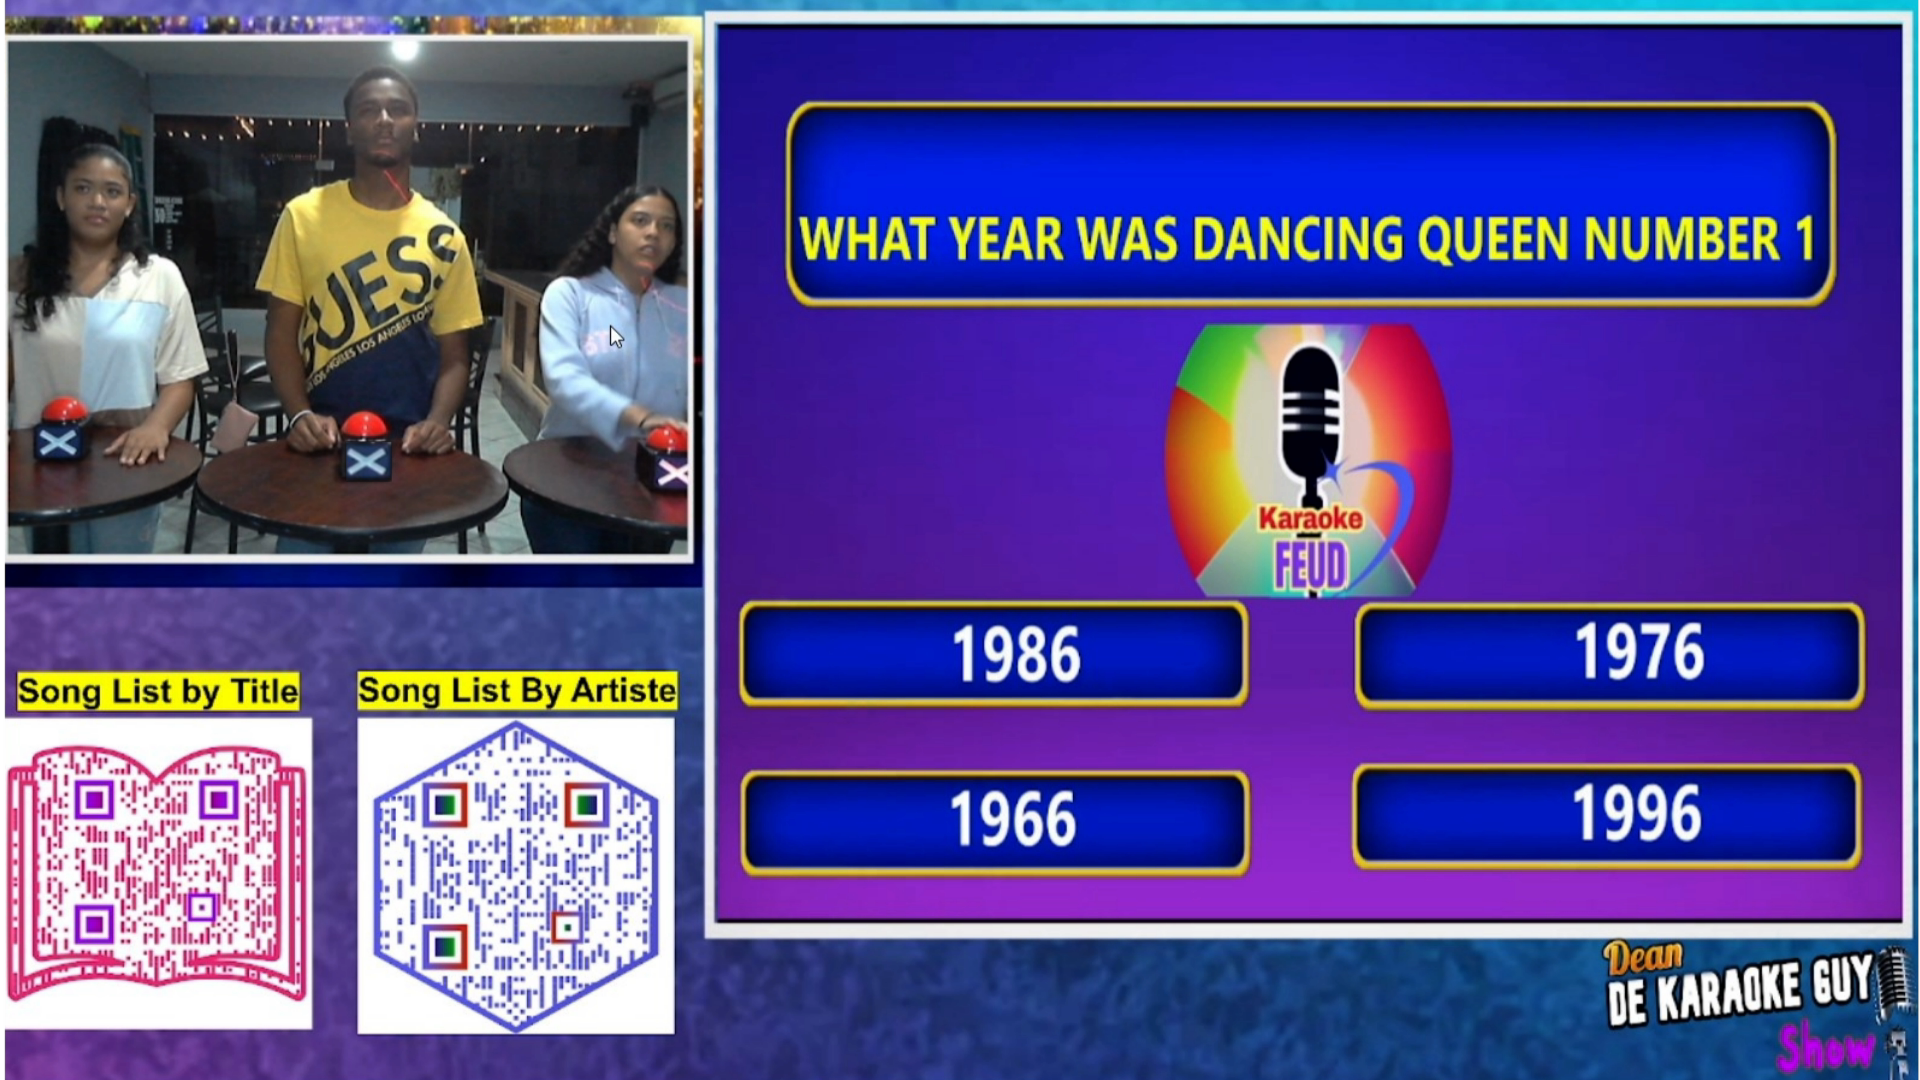 WHAT YEAR WAS DANCING QUEEN NUMBER 1
GUESS
LOS ANGELES LOS ANGELES LOS
Karaoke
FEUD
1986
1976
1966
1996
Song List by Title
Song List By Artiste
Dean
DE KARAOKE GUY
Show